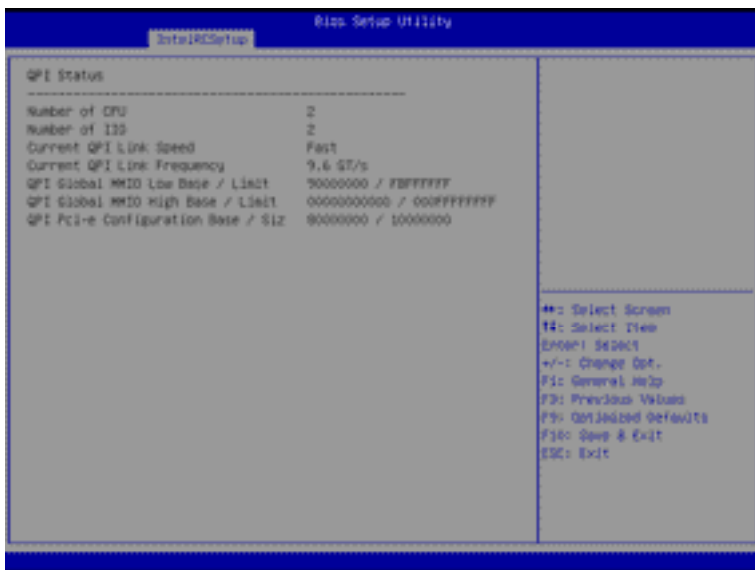 Bios Setup Utility
IntelRCSetup
QPI Status
Number of CPU 2
Number of IIO 2
Current QPI Link Speed Fast
Current QPI Link Frequency 9.6 GT/s
QPI Global MMIO Low Base / Limit 90000000 / FBFFFFFF
QPI Global MMIO High Base / Limit
QPI Pci-e Configuration Base / Siz 80000000 / 10000000
: Select Screen
: Select Item
Enter: Select
+/-: Change Opt.
F1: General Help
F3: Previous Values
F9: Optimized Defaults
F10: Save & Exit
ESC: Exit